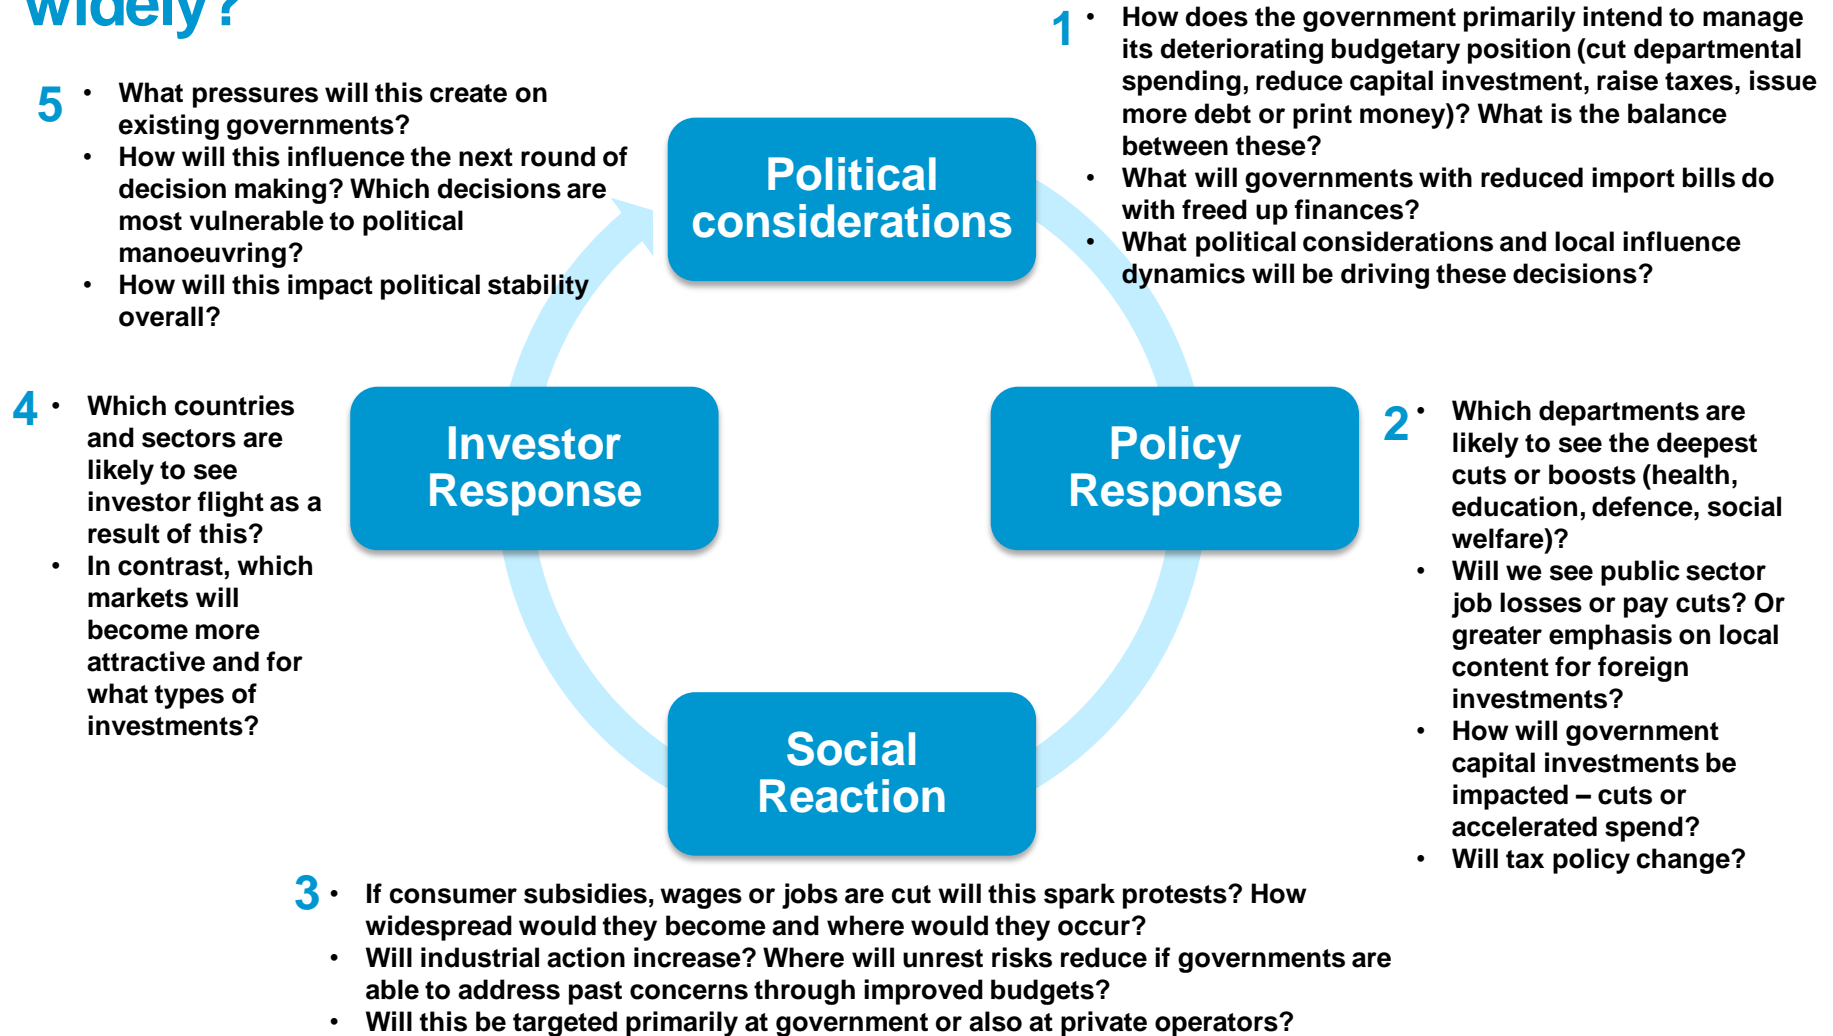 widely?
1
• How does the government primarily intend to manage
its deteriorating budgetary position (cut departmental
spending, reduce capital investment, raise taxes, issue
more debt or print money)? What is the balance
between these?
• What will governments with reduced import bills do
with freed up finances?
• What political considerations and local influence
dynamics will be driving these decisions?
5
• What pressures will this create on
existing governments?
• How will this influence the next round of
decision making? Which decisions are
most vulnerable to political
manoeuvring?
• How will this impact political stability
overall?
Political
considerations
4
• Which countries
and sectors are
likely to see
investor flight as a
result of this?
• In contrast, which
markets will
become more
attractive and for
what types of
investments?
Investor
Response
Policy
Response
2
• Which departments are
likely to see the deepest
cuts or boosts (health,
education, defence, social
welfare)?
• Will we see public sector
job losses or pay cuts? Or
greater emphasis on local
content for foreign
investments?
• How will government
capital investments be
impacted – cuts or
accelerated spend?
• Will tax policy change?
Social
Reaction
3
• If consumer subsidies, wages or jobs are cut will this spark protests? How
widespread would they become and where would they occur?
• Will industrial action increase? Where will unrest risks reduce if governments are
able to address past concerns through improved budgets?
• Will this be targeted primarily at government or also at private operators?